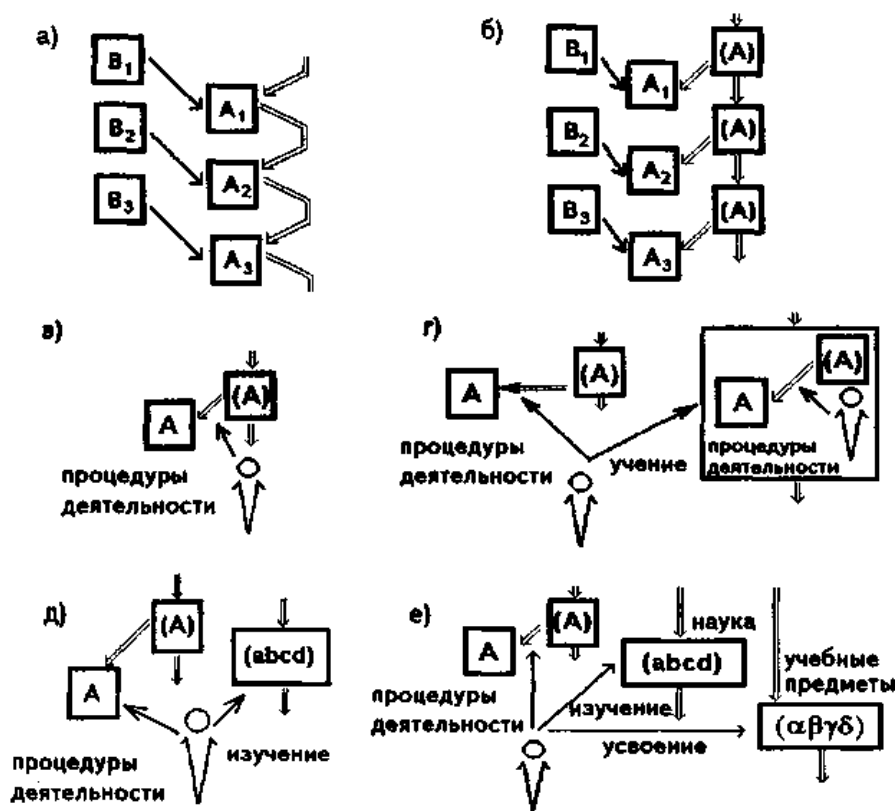 а)
B₁
A₁
B₂
A₂
B₃
A₃
б)
B₁
(A)
A₁
B₂
(A)
A₂
B₃
(A)
A₃
в)
(A)
A
процедуры
деятельности
г)
(A)
A
процедуры
деятельности
учение
(A)
A
процедуры
деятельности
д)
(A)
(abcd)
A
изучение
процедуры
деятельности
е)
(A)
A
наука
(abcd)
учебные
предметы
процедуры
деятельности
изучение
усвоение
(αβγδ)